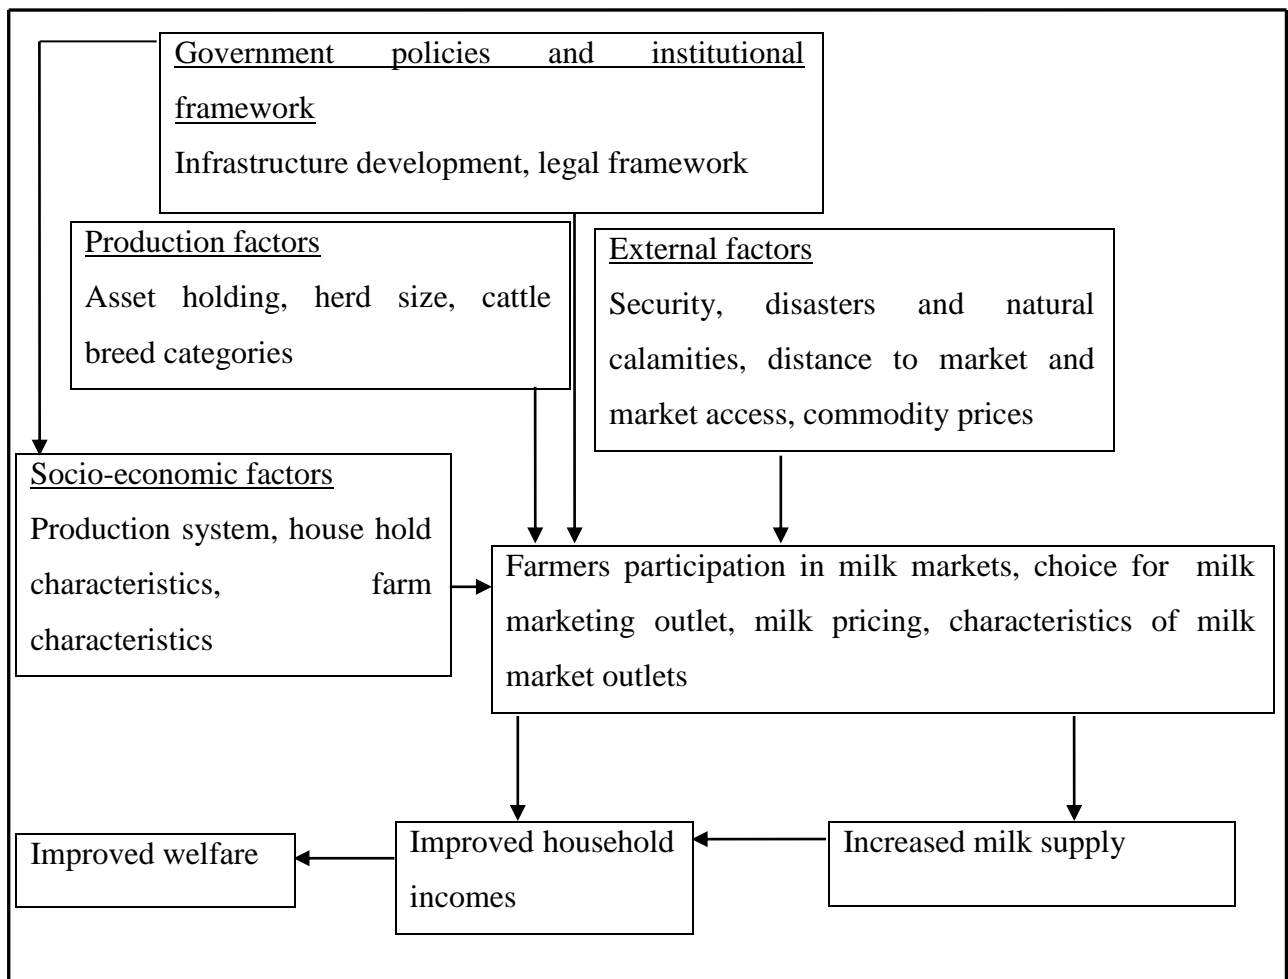 Government policies and institutional
framework
Infrastructure development, legal framework
Production factors
Asset holding, herd size, cattle
breed categories
External factors
Security, disasters and natural
calamities, distance to market and
market access, commodity prices
Socio-economic factors
Production system, house hold
characteristics, farm
characteristics
Farmers participation in milk markets, choice for milk
marketing outlet, milk pricing, characteristics of milk
market outlets
Improved welfare
Improved household
incomes
Increased milk supply